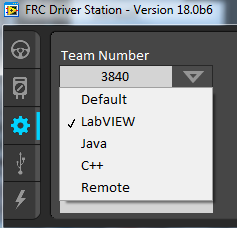 FRC Driver Station - Version 18.0b6
Team Number
3840
Default
✓ LabVIEW
Java
C++
Remote